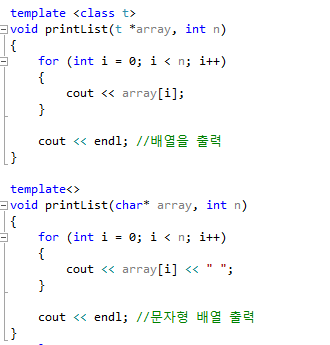 template <class t>
void printList(t *array, int n)
{
    for (int i = 0; i < n; i++)
    {
        cout << array[i];
    }

    cout << endl; //배열을 출력
}

template<>
void printList(char* array, int n)
{
    for (int i = 0; i < n; i++)
    {
        cout << array[i] << " ";
    }

    cout << endl; //문자형 배열 출력
}